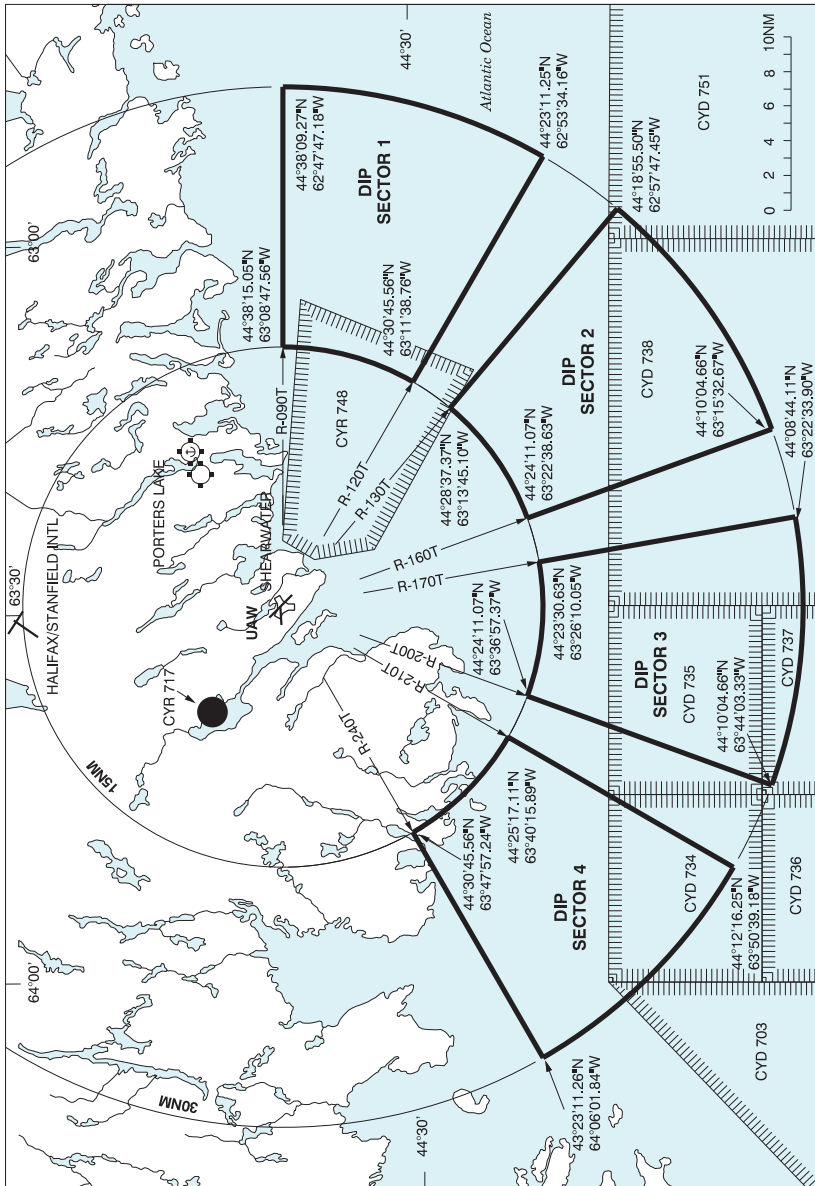 63°00'
63°30'
64°00'
HALIFAX/STANFIELD INTL
PORTERS LAKE
CYR 717
UAW
SHEARWATER
15NM
30NM
44°38'15.05"N
63°08'47.56"W
44°38'09.27"N
62°47'47.18"W
DIP
SECTOR 1
44°30'
Atlantic Ocean
44°23'11.25"N
62°53'34.16"W
R-090T
CYR 748
R-120T
R-130T
44°30'45.56"N
63°11'38.76"W
44°28'37.37"N
63°13'45.10"W
DIP
SECTOR 2
44°18'55.50"N
62°57'47.45"W
CYD 751
0 2 4 6 8 10NM
CYD 738
44°24'11.07"N
63°22'38.63"W
44°10'04.66"N
63°15'32.67"W
R-160T
R-170T
44°23'30.63"N
63°26'10.05"W
44°08'44.11"N
63°22'33.90"W
R-200T
R-210T
R-240T
44°24'11.07"N
63°36'57.37"W
DIP
SECTOR 3
CYD 735
CYD 737
44°10'04.66"N
63°44'03.33"W
44°25'17.11"N
63°40'15.89"W
44°30'45.56"N
63°47'57.24"W
DIP
SECTOR 4
CYD 734
CYD 736
44°12'16.25"N
63°50'39.18"W
CYD 703
43°23'11.26"N
64°06'01.84"W
44°30'